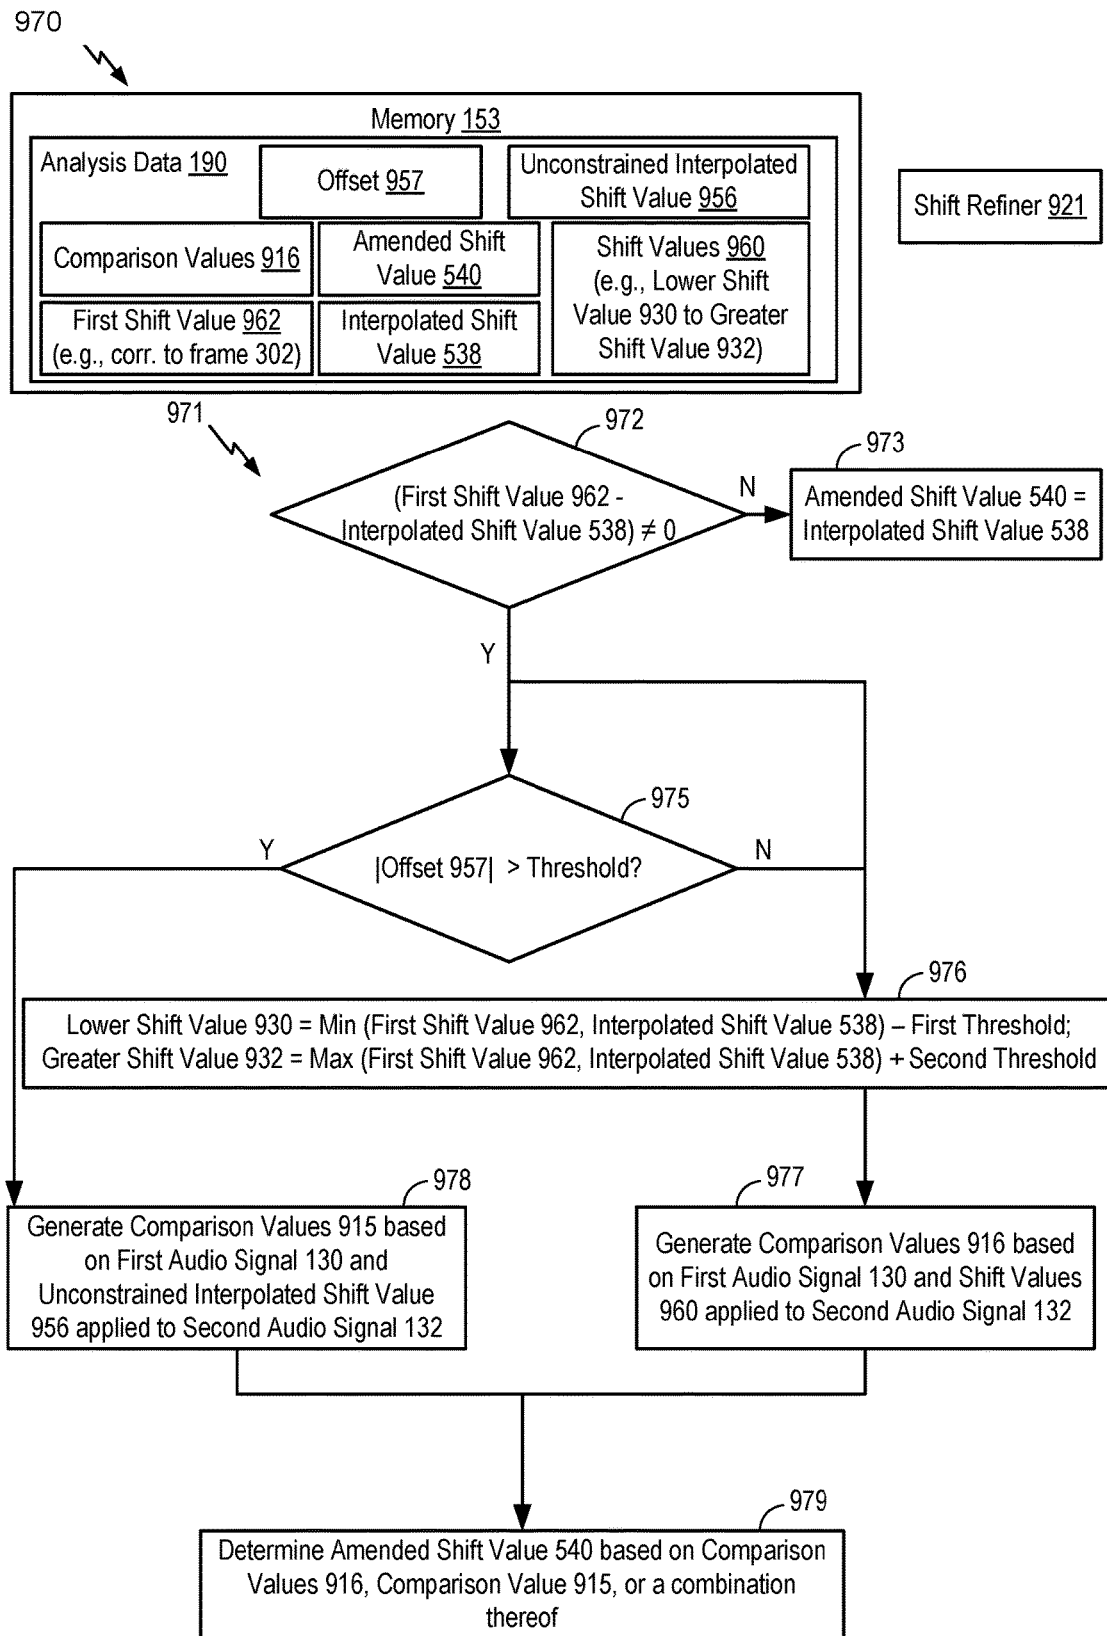 970
Memory 153
Analysis Data 190
Offset 957
Unconstrained Interpolated
Shift Value 956
Shift Refiner 921
Comparison Values 916
Amended Shift
Value 540
Shift Values 960
(e.g., Lower Shift
Value 930 to Greater
Shift Value 932)
First Shift Value 962
(e.g., corr. to frame 302)
Interpolated Shift
Value 538
971
972
(First Shift Value 962 -
Interpolated Shift Value 538) ≠ 0
N
973
Amended Shift Value 540 =
Interpolated Shift Value 538
Y
975
|Offset 957| > Threshold?
Y
N
976
Lower Shift Value 930 = Min (First Shift Value 962, Interpolated Shift Value 538) – First Threshold;
Greater Shift Value 932 = Max (First Shift Value 962, Interpolated Shift Value 538) + Second Threshold
978
Generate Comparison Values 915 based
on First Audio Signal 130 and
Unconstrained Interpolated Shift Value
956 applied to Second Audio Signal 132
977
Generate Comparison Values 916 based
on First Audio Signal 130 and Shift Values
960 applied to Second Audio Signal 132
979
Determine Amended Shift Value 540 based on Comparison
Values 916, Comparison Value 915, or a combination
thereof